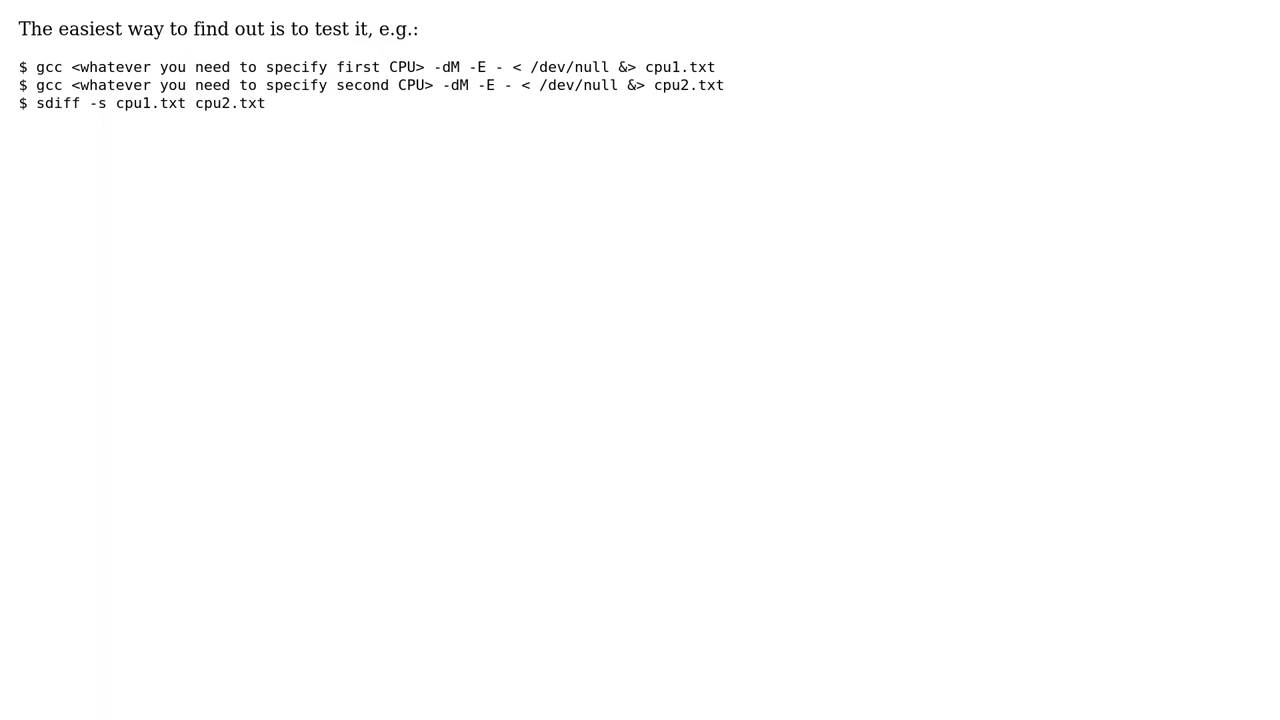 The easiest way to find out is to test it, e.g.:
$ gcc <whatever you need to specify first CPU> -dM -E - < /dev/null &> cpu1.txt
$ gcc <whatever you need to specify second CPU> -dM -E - < /dev/null &> cpu2.txt
$ sdiff -s cpu1.txt cpu2.txt